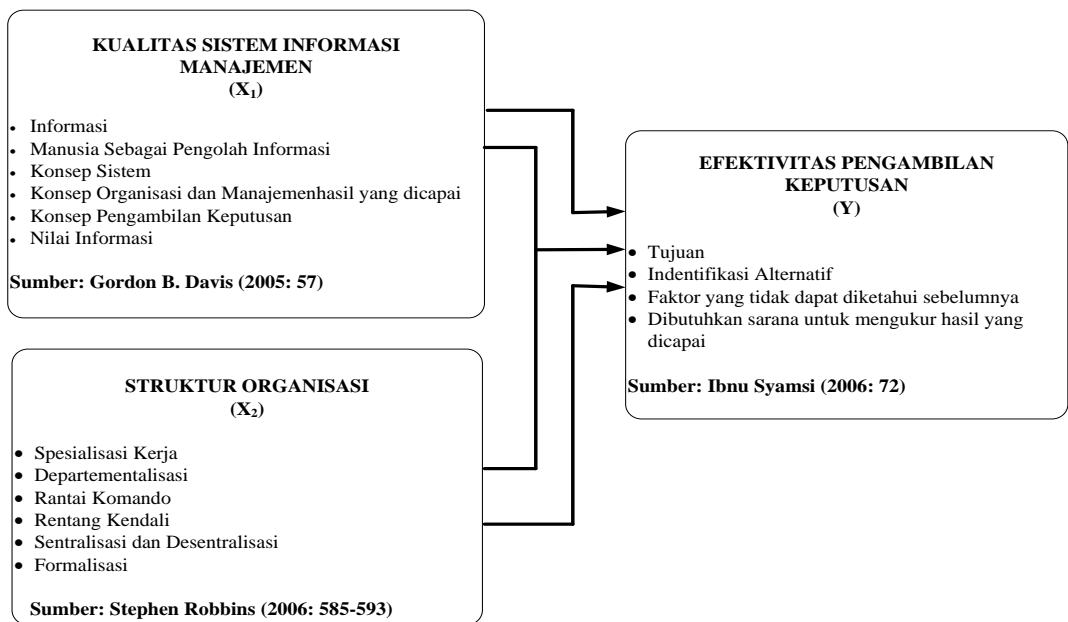 KUALITAS SISTEM INFORMASI
MANAJEMEN
(X₁)
• Informasi
• Manusia Sebagai Pengolah Informasi
• Konsep Sistem
• Konsep Organisasi dan Manajemenhasil yang dicapai
• Konsep Pengambilan Keputusan
• Nilai Informasi
Sumber: Gordon B. Davis (2005: 57)
STRUKTUR ORGANISASI
(X₂)
• Spesialisasi Kerja
• Departementalisasi
• Rantai Komando
• Rentang Kendali
• Sentralisasi dan Desentralisasi
• Formalisasi
Sumber: Stephen Robbins (2006: 585-593)
EFEKTIVITAS PENGAMBILAN
KEPUTUSAN
(Y)
• Tujuan
• Indentifikasi Alternatif
• Faktor yang tidak dapat diketahui sebelumnya
• Dibutuhkan sarana untuk mengukur hasil yang
dicapai
Sumber: Ibnu Syamsi (2006: 72)